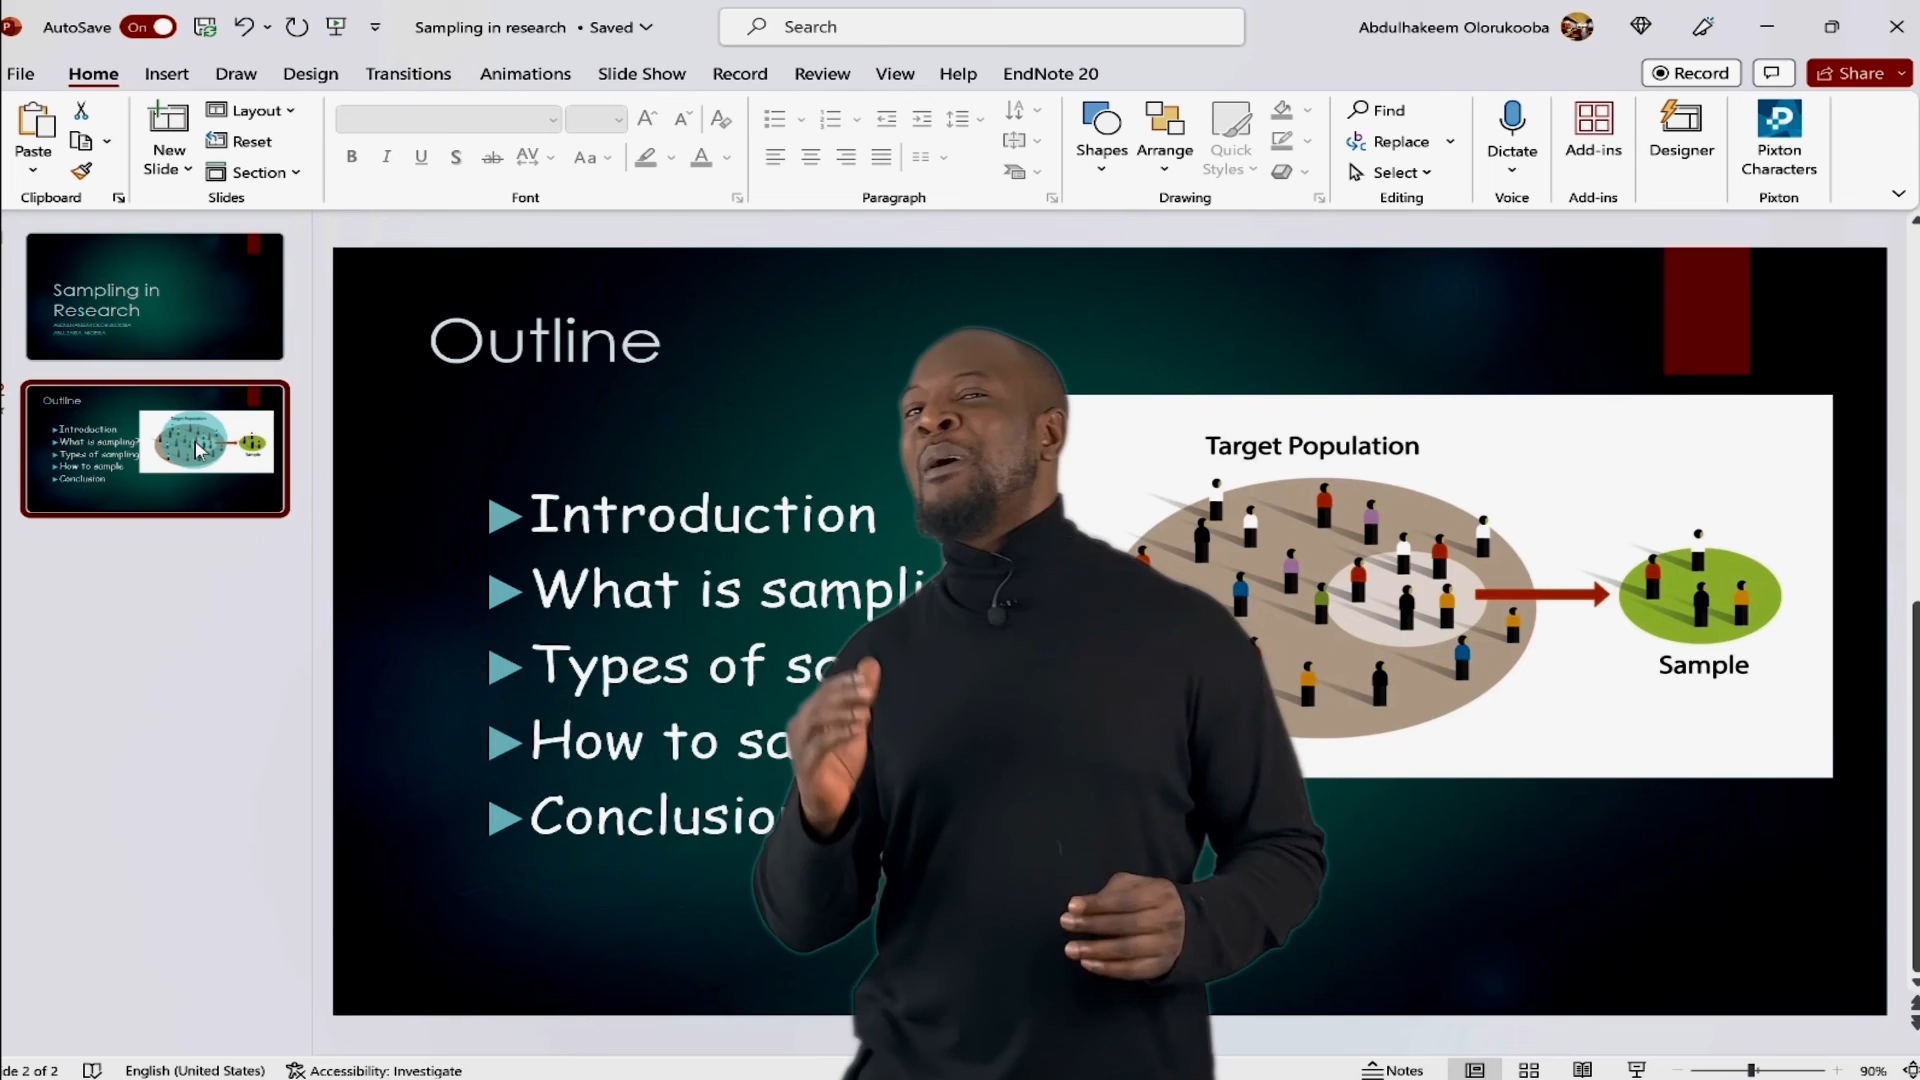 AutoSave On Sampling in research • Saved Search Abdulhakeem Olorukooba
File Home Insert Draw Design Transitions Animations Slide Show Record Review View Help EndNote 20 Record Share
Paste New Slide Layout Reset Section Shapes Arrange Quick Styles Find Replace Select Dictate Add-ins Designer Pixton Characters
Clipboard Slides Font Paragraph Drawing Editing Voice Add-ins Pixton
Sampling in
Research
Outline
Introduction
What is sampling?
Types of sampling
How to sample
Conclusion
Outline
Introduction
What is sampli
Types of sa
How to sa
Conclusio
Target Population
Sample
de 2 of 2 English (United States) Accessibility: Investigate Notes 90%